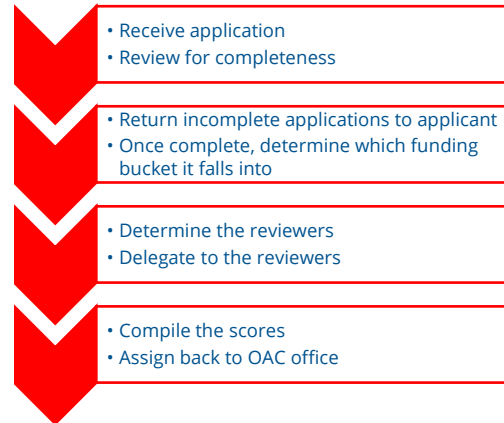 • Receive application
• Review for completeness
• Return incomplete applications to applicant
• Once complete, determine which funding
bucket it falls into
• Determine the reviewers
• Delegate to the reviewers
• Compile the scores
• Assign back to OAC office